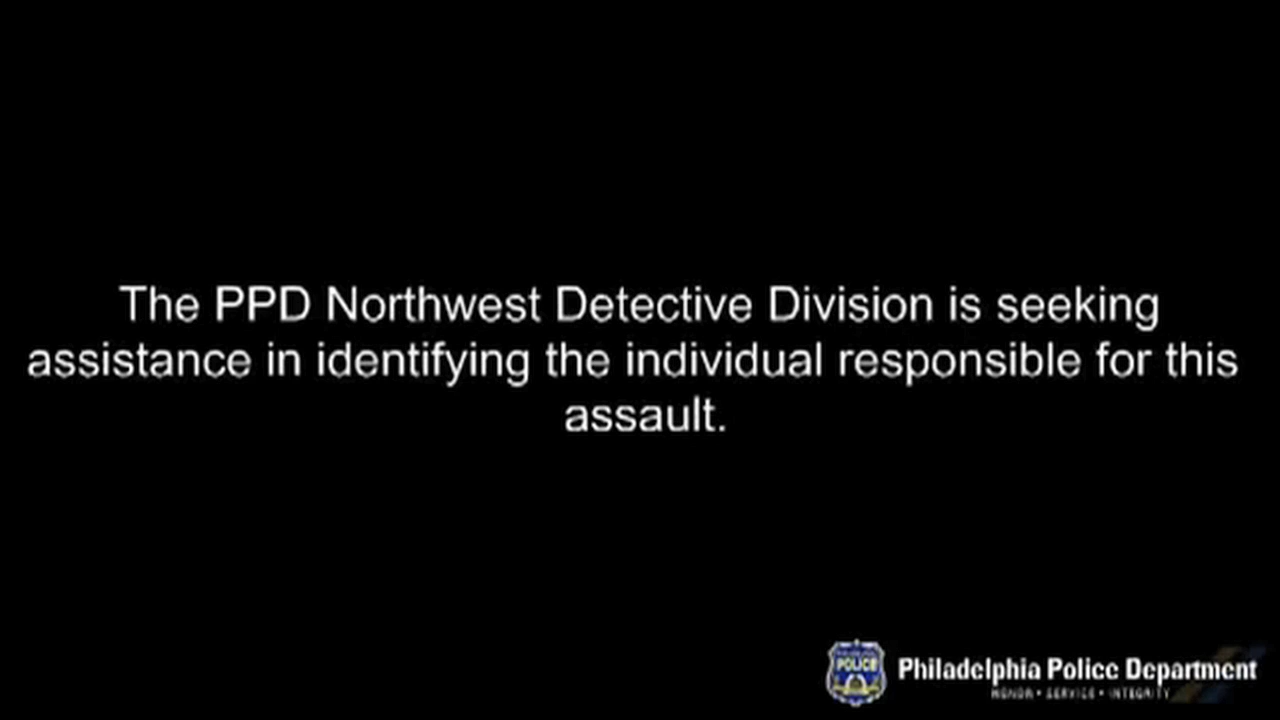 The PPD Northwest Detective Division is seeking
assistance in identifying the individual responsible for this
assault.
POLICE
Philadelphia Police Department
HONOR • SERVICE • INTEGRITY